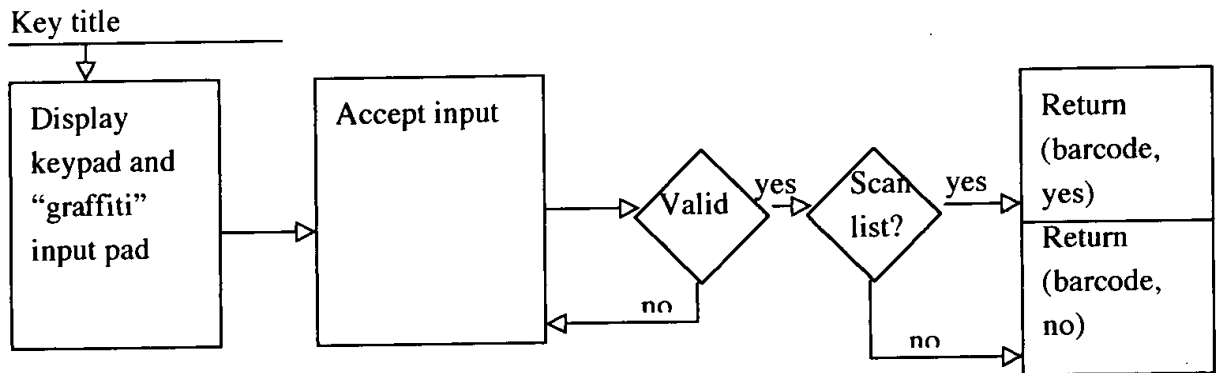 Key title
Display
keypad and
“graffiti”
input pad
Accept input
Valid
yes
no
Scan
list?
yes
no
Return
(barcode,
yes)
Return
(barcode,
no)